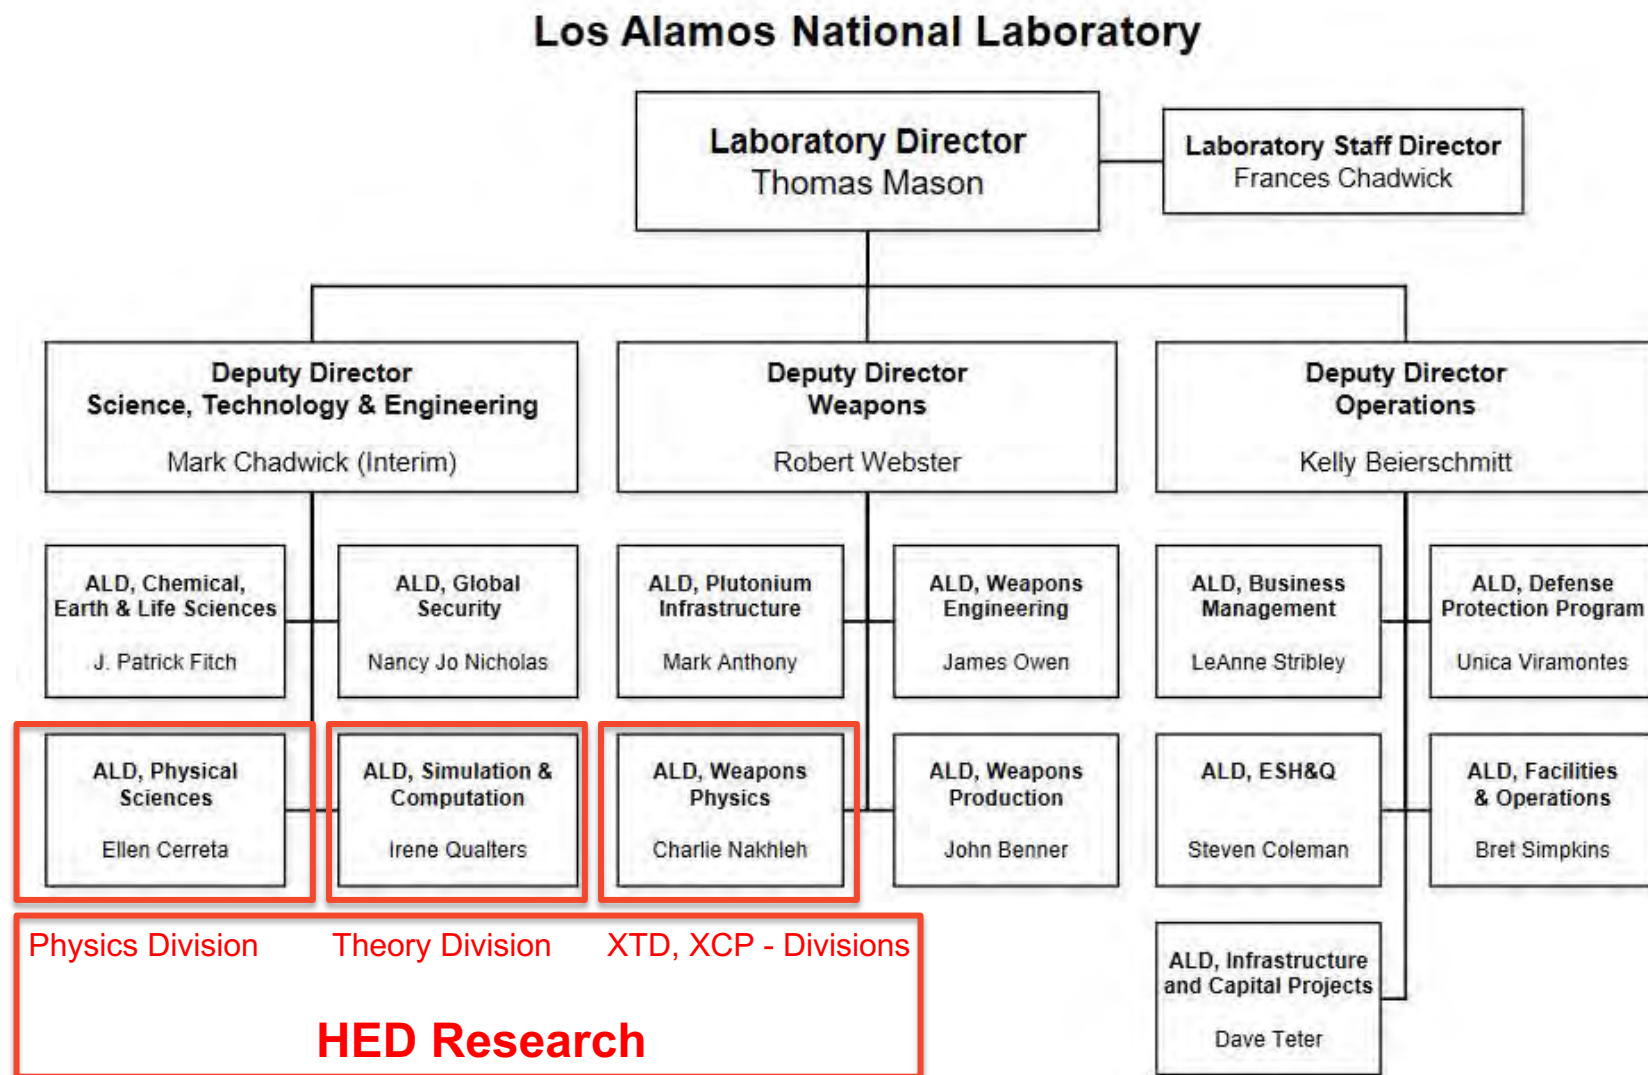 Los Alamos National Laboratory
Laboratory Director
Thomas Mason
Laboratory Staff Director
Frances Chadwick
Deputy Director
Science, Technology & Engineering
Mark Chadwick (Interim)
Deputy Director
Weapons
Robert Webster
Deputy Director
Operations
Kelly Beierschmitt
ALD, Chemical,
Earth & Life Sciences
J. Patrick Fitch
ALD, Global
Security
Nancy Jo Nicholas
ALD, Plutonium
Infrastructure
Mark Anthony
ALD, Weapons
Engineering
James Owen
ALD, Business
Management
LeAnne Stribley
ALD, Defense
Protection Program
Unica Viramontes
ALD, Physical
Sciences
Ellen Cerreta
ALD, Simulation &
Computation
Irene Qualters
ALD, Weapons
Physics
Charlie Nakhleh
ALD, Weapons
Production
John Benner
ALD, ESH&Q
Steven Coleman
ALD, Facilities
& Operations
Bret Simpkins
Physics Division
Theory Division
XTD, XCP - Divisions
HED Research
ALD, Infrastructure
and Capital Projects
Dave Teter